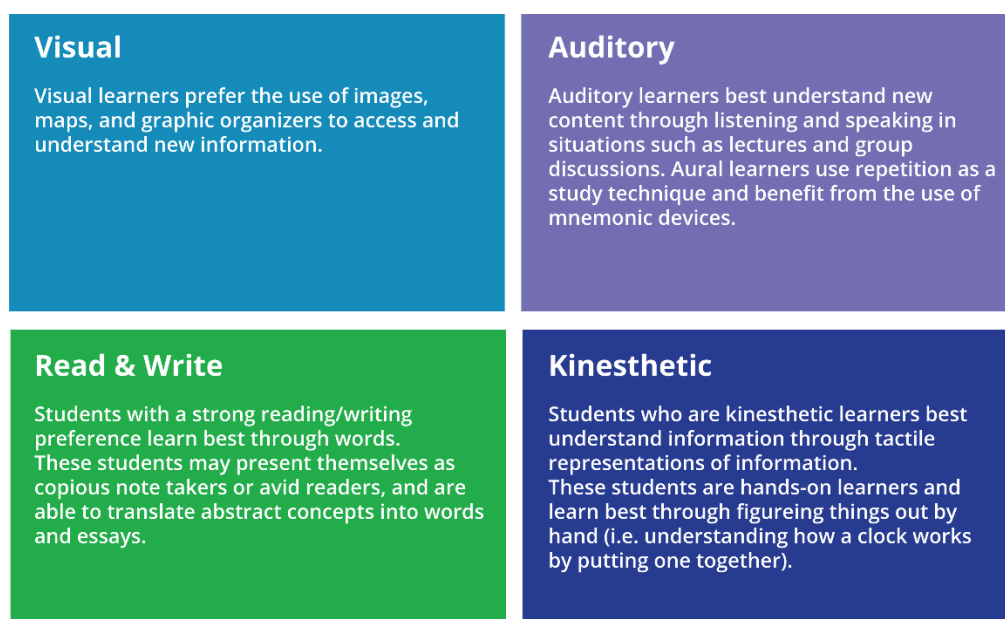 Visual
Visual learners prefer the use of images,
maps, and graphic organizers to access and
understand new information.
Auditory
Auditory learners best understand new
content through listening and speaking in
situations such as lectures and group
discussions. Aural learners use repetition as a
study technique and benefit from the use of
mnemonic devices.
Read & Write
Students with a strong reading/writing
preference learn best through words.
These students may present themselves as
copious note takers or avid readers, and are
able to translate abstract concepts into words
and essays.
Kinesthetic
Students who are kinesthetic learners best
understand information through tactile
representations of information.
These students are hands-on learners and
learn best through figureing things out by
hand (i.e. understanding how a clock works
by putting one together).